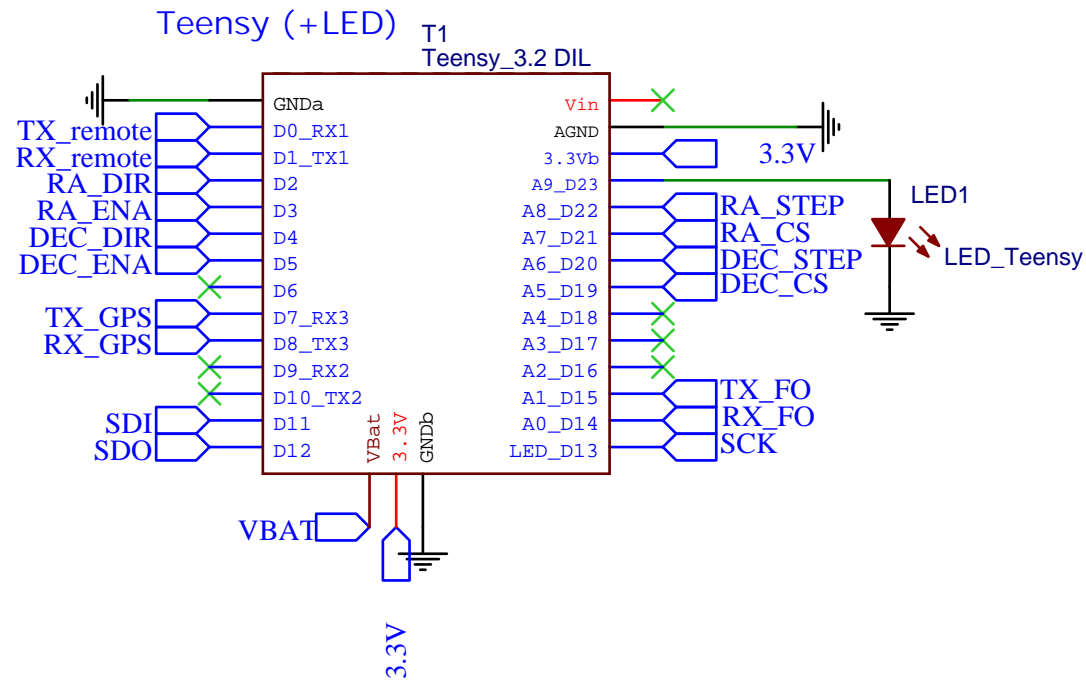 Teensy (+LED)
T1
Teensy_3.2 DIL
GNDa
Vin
TX_remote
D0_RX1
AGND
RX_remote
D1_TX1
3.3Vb
3.3V
RA_DIR
D2
A9_D23
LED1
RA_ENA
D3
A8_D22
RA_STEP
DEC_DIR
D4
A7_D21
RA_CS
DEC_ENA
D5
A6_D20
DEC_STEP
LED_Teensy
D6
A5_D19
DEC_CS
TX_GPS
D7_RX3
A4_D18
RX_GPS
D8_TX3
A3_D17
D9_RX2
A2_D16
D10_TX2
A1_D15
TX_FO
SDI
D11
A0_D14
RX_FO
SDO
D12
LED_D13
SCK
VBat
3.3V
GNDb
VBAT
3.3V